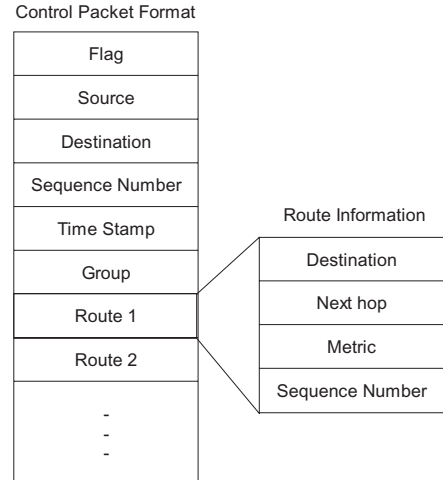 Control Packet Format
Flag
Source
Destination
Sequence Number
Time Stamp
Group
Route 1
Route 2
-
-
-
Route Information
Destination
Next hop
Metric
Sequence Number